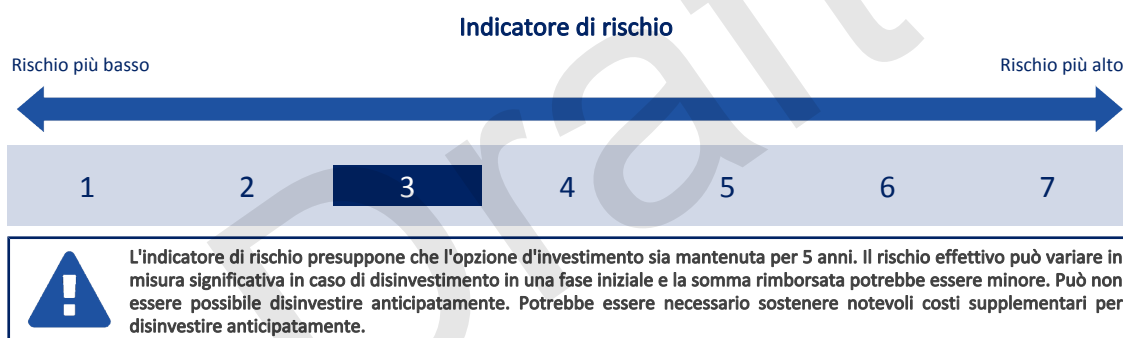 Indicatore di rischio
Rischio più basso
Rischio più alto
1 2 3 4 5 6 7
L'indicatore di rischio presuppone che l'opzione d'investimento sia mantenuta per 5 anni. Il rischio effettivo può variare in
misura significativa in caso di disinvestimento in una fase iniziale e la somma rimborsata potrebbe essere minore. Può non
essere possibile disinvestire anticipatamente. Potrebbe essere necessario sostenere notevoli costi supplementari per
disinvestire anticipatamente.
Draft